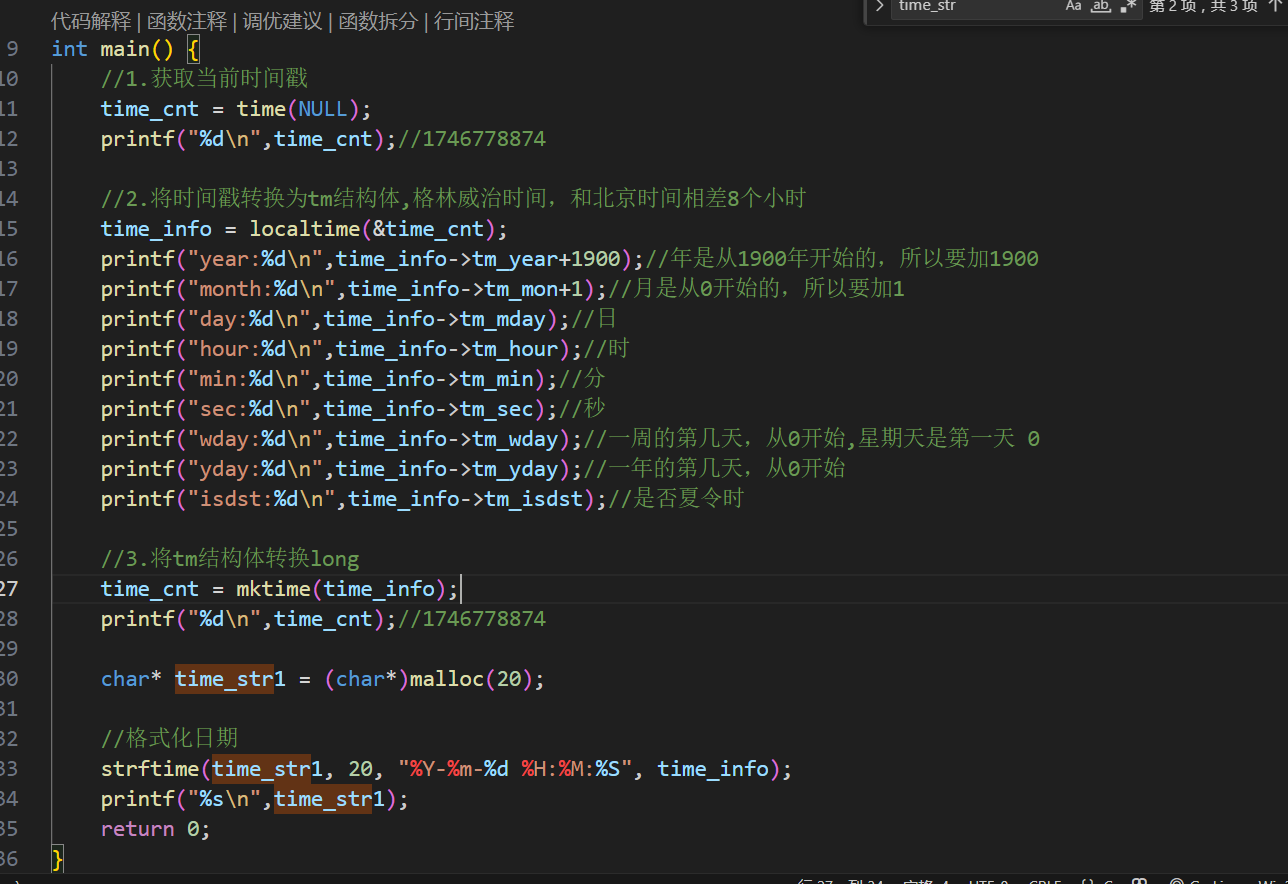 代码解释 | 函数注释 | 调优建议 | 函数拆分 | 行间注释
time_str Aa ab 第2项,共3项
9 int main() {
10 //1.获取当前时间戳
11 time_cnt = time(NULL);
12 printf("%d\n",time_cnt);//1746778874
13
14 //2.将时间戳转换为tm结构体,格林威治时间，和北京时间相差8个小时
15 time_info = localtime(&time_cnt);
16 printf("year:%d\n",time_info->tm_year+1900);//年是从1900年开始的，所以要加1900
17 printf("month:%d\n",time_info->tm_mon+1);//月是从0开始的，所以要加1
18 printf("day:%d\n",time_info->tm_mday);//日
19 printf("hour:%d\n",time_info->tm_hour);//时
20 printf("min:%d\n",time_info->tm_min);//分
21 printf("sec:%d\n",time_info->tm_sec);//秒
22 printf("wday:%d\n",time_info->tm_wday);//一周的第几天，从0开始,星期天是第一天 0
23 printf("yday:%d\n",time_info->tm_yday);//一年的第几天，从0开始
24 printf("isdst:%d\n",time_info->tm_isdst);//是否夏令时
25
26 //3.将tm结构体转换long
27 time_cnt = mktime(time_info);
28 printf("%d\n",time_cnt);//1746778874
29
30 char* time_str1 = (char*)malloc(20);
31
32 //格式化日期
33 strftime(time_str1, 20, "%Y-%m-%d %H:%M:%S", time_info);
34 printf("%s\n",time_str1);
35 return 0;
36 }